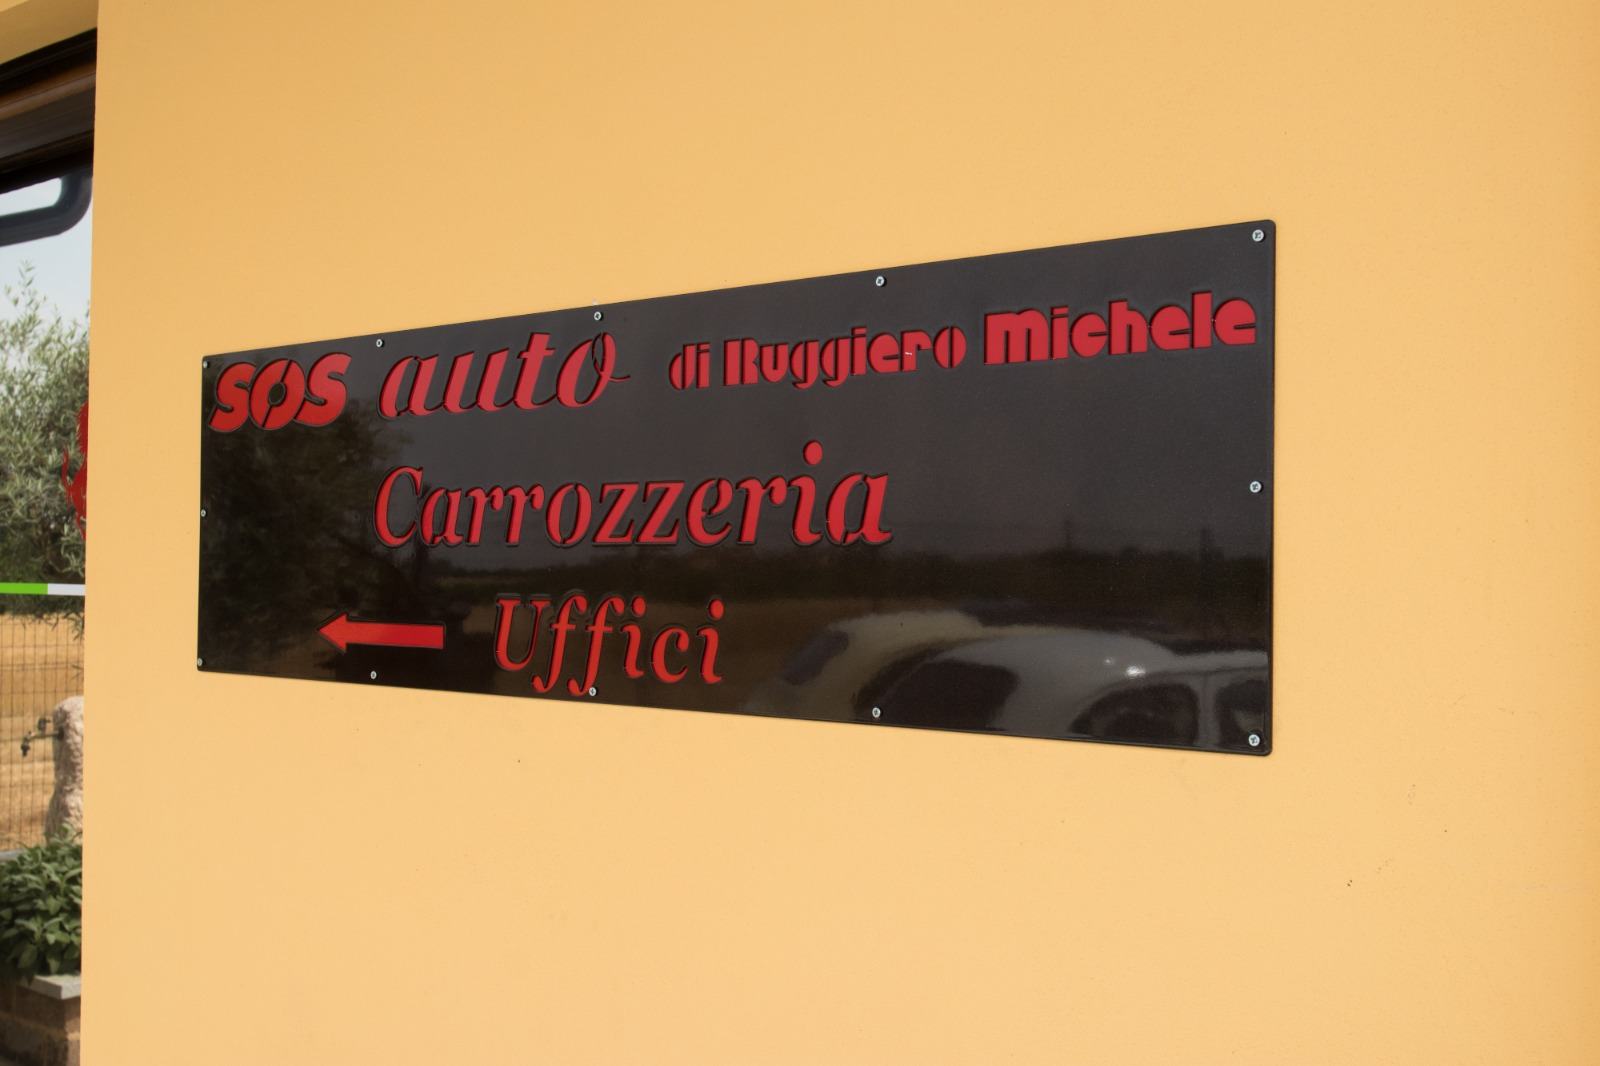 SOS auto di Ruggiero Michele
Carrozzeria
Uffici